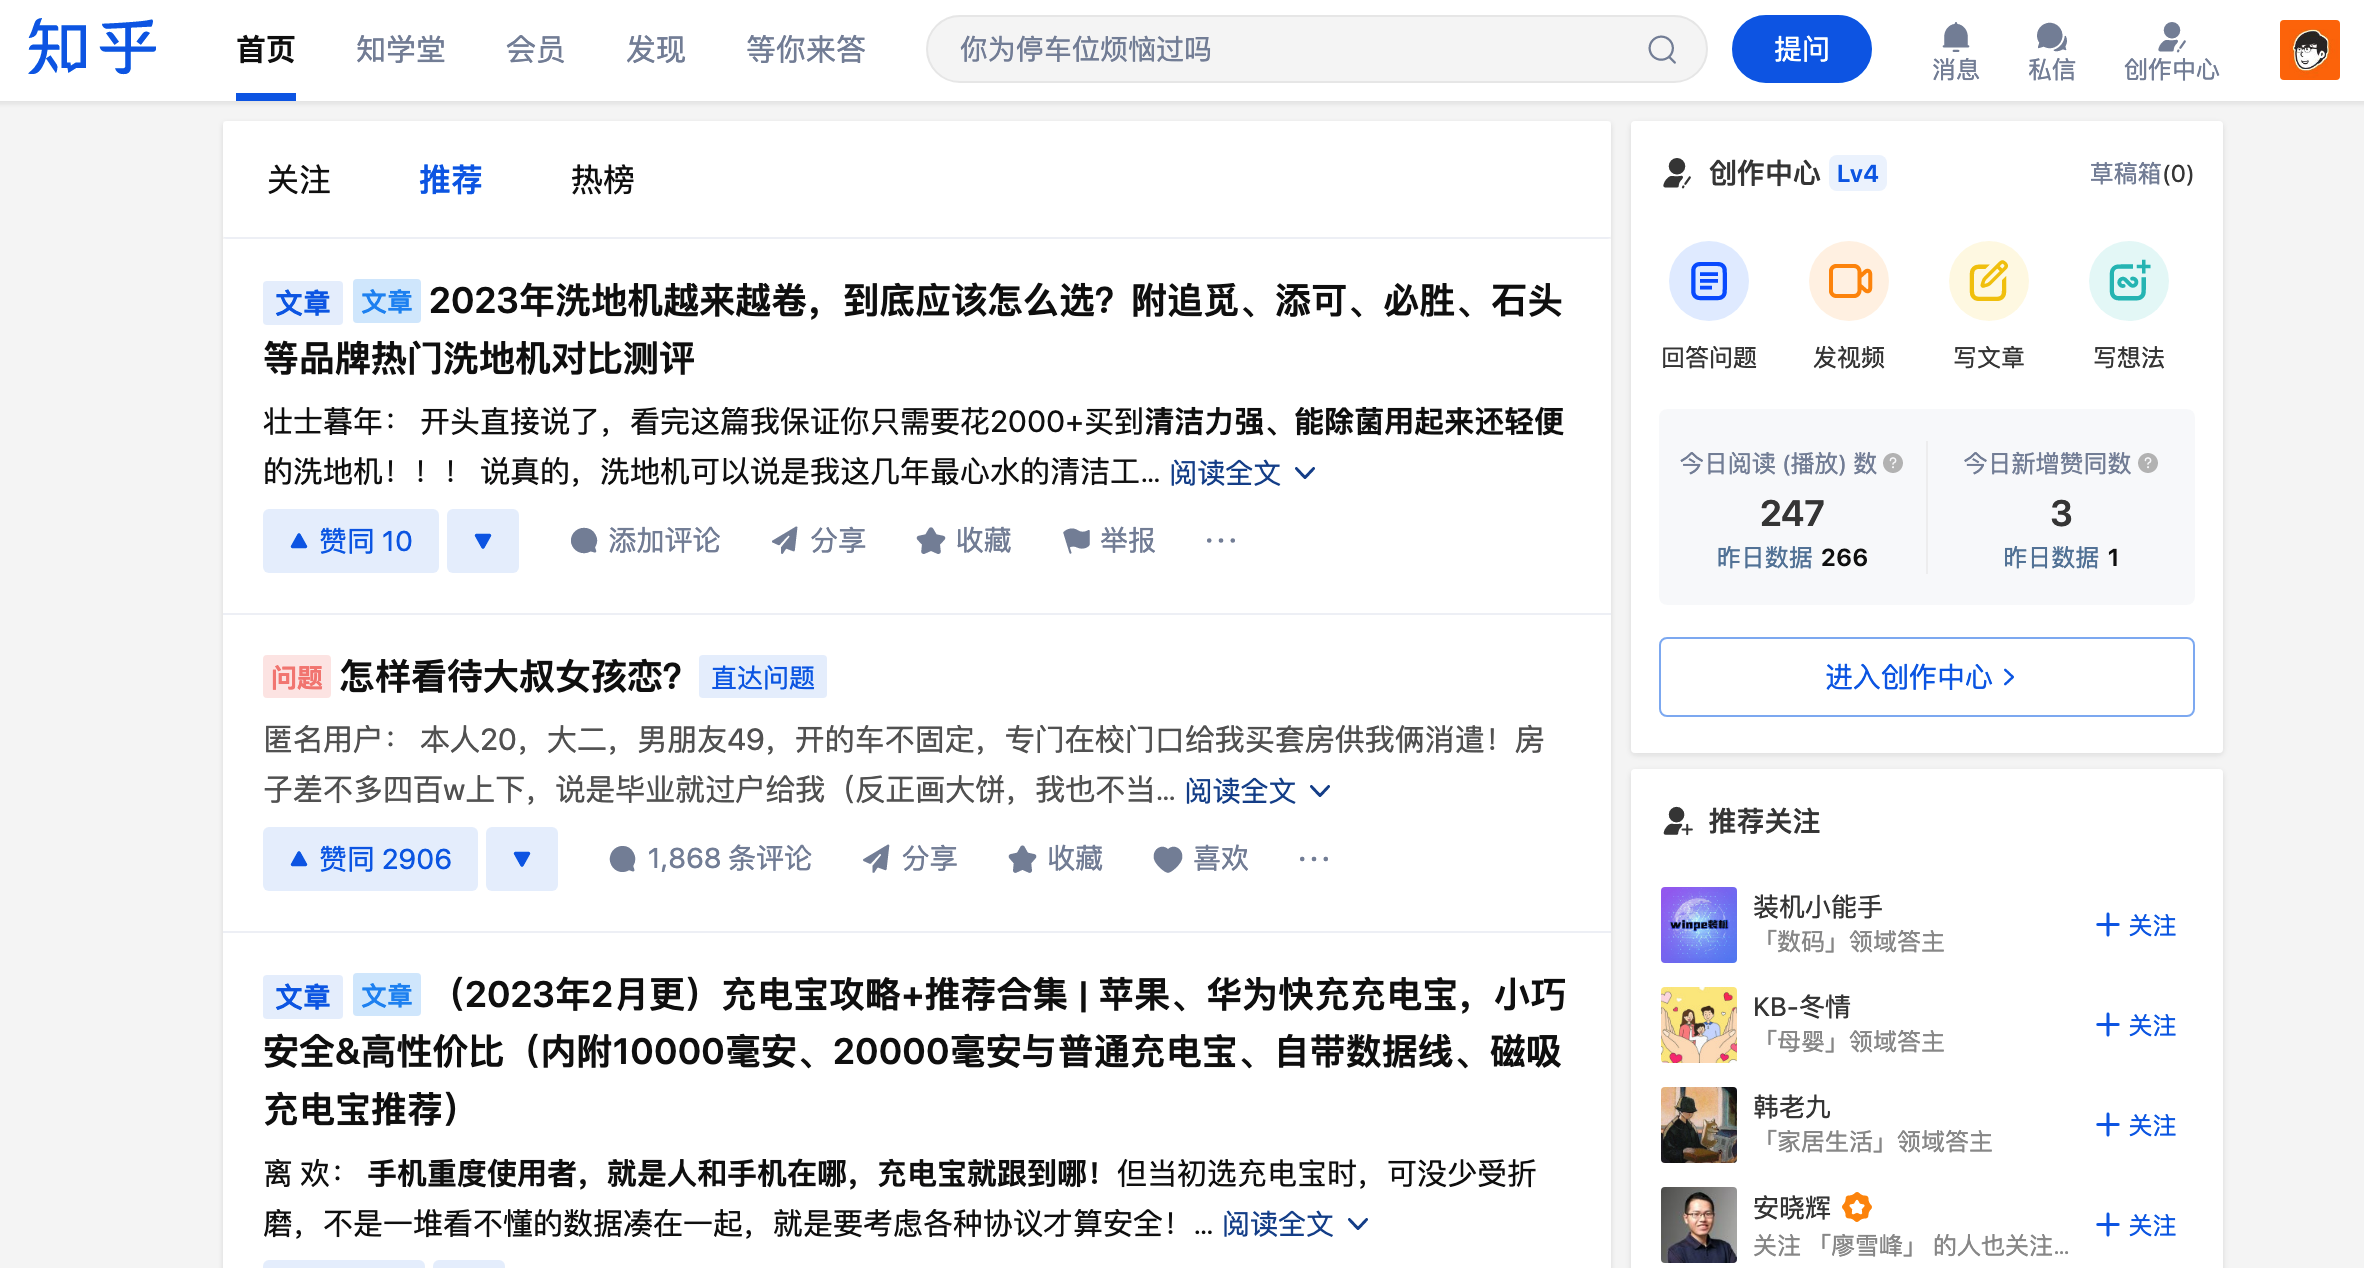 知乎
首页 知学堂 会员 发现 等你来答
你为停车位烦恼过吗
提问
消息 私信 创作中心
关注 推荐 热榜
文章 文章 2023年洗地机越来越卷，到底应该怎么选？附追觅、添可、必胜、石头
等品牌热门洗地机对比测评
壮士暮年： 开头直接说了，看完这篇我保证你只需要花2000+买到清洁力强、能除菌用起来还轻便
的洗地机！！！ 说真的，洗地机可以说是我这几年最心水的清洁工... 阅读全文
赞同 10 添加评论 分享 收藏 举报 ···
问题 怎样看待大叔女孩恋? 直达问题
匿名用户： 本人20，大二，男朋友49，开的车不固定，专门在校门口给我买套房供我俩消遣！房
子差不多四百w上下，说是毕业就过户给我（反正画大饼，我也不当... 阅读全文
赞同 2906 1,868 条评论 分享 收藏 喜欢 ···
文章 文章 （2023年2月更）充电宝攻略+推荐合集 | 苹果、华为快充充电宝，小巧
安全&高性价比（内附10000毫安、20000毫安与普通充电宝、自带数据线、磁吸
充电宝推荐）
离 欢： 手机重度使用者，就是人和手机在哪，充电宝就跟到哪！但当初选充电宝时，可没少受折
磨，不是一堆看不懂的数据凑在一起，就是要考虑各种协议才算安全！... 阅读全文
创作中心 Lv4 草稿箱(0)
回答问题 发视频 写文章 写想法
今日阅读 (播放) 数 ? 今日新增赞同数 ?
247 3
昨日数据 266 昨日数据 1
进入创作中心 >
推荐关注
winpe装机
装机小能手
「数码」领域答主
+ 关注
KB-冬情
「母婴」领域答主
+ 关注
韩老九
「家居生活」领域答主
+ 关注
安晓辉
关注 「廖雪峰」 的人也关注...
+ 关注